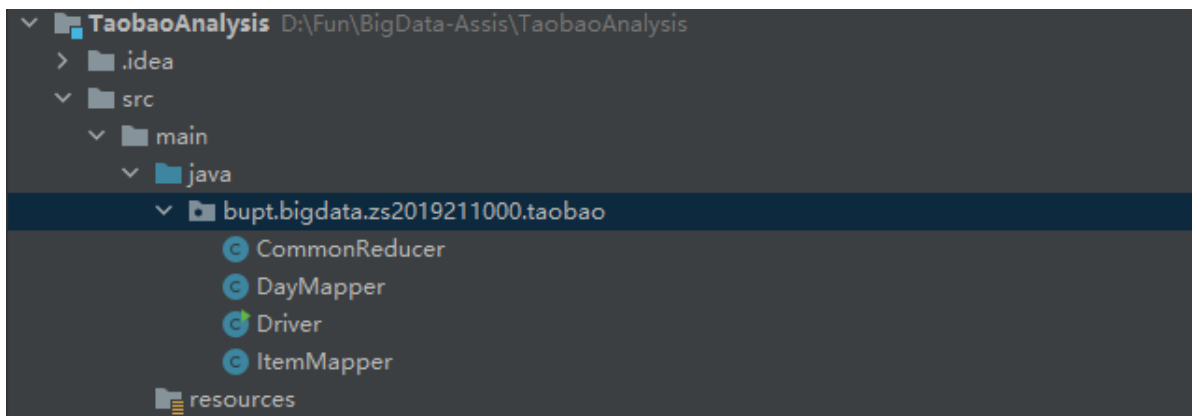 TaobaoAnalysis D:\Fun\BigData-Assis\TaobaoAnalysis
.idea
src
main
java
bupt.bigdata.zs2019211000.taobao
CommonReducer
DayMapper
Driver
ItemMapper
resources